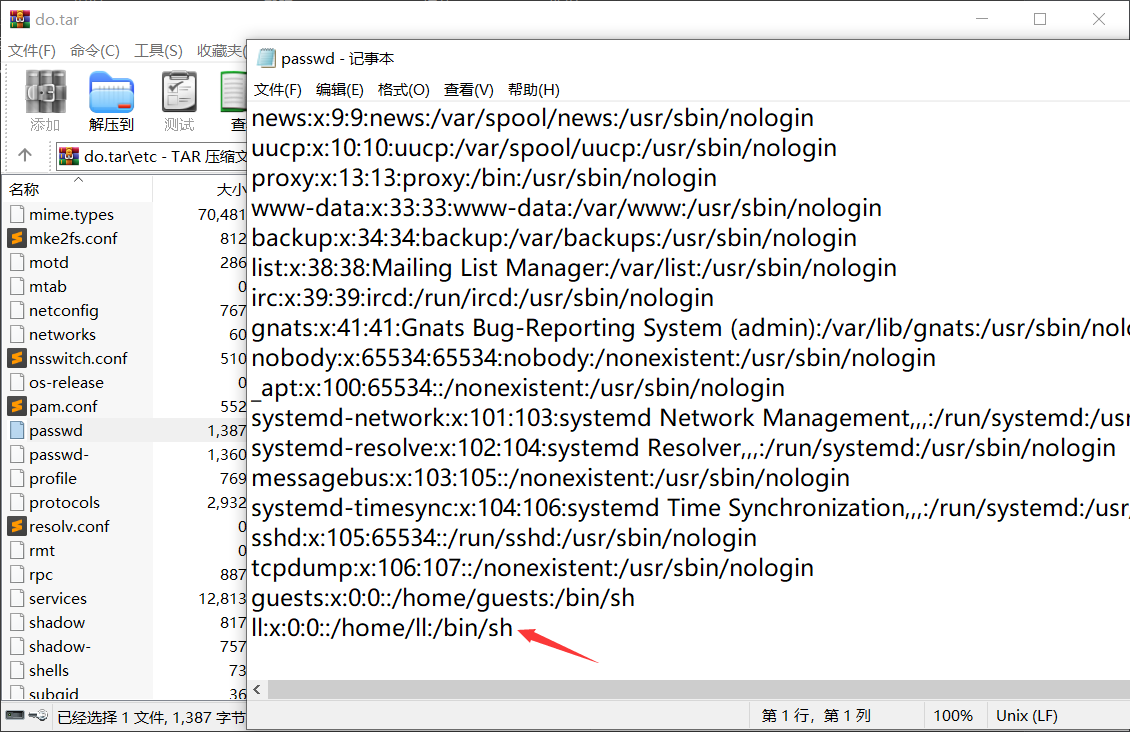 do.tar
文件(F) 命令(C) 工具(S) 收藏夹(
添加 解压到 测试 查
do.tar\etc - TAR 压缩文
名称 大小
mime.types 70,481
mke2fs.conf 812
motd 286
mtab 0
netconfig 767
networks 60
nsswitch.conf 510
os-release 0
pam.conf 552
passwd 1,387
passwd- 1,360
profile 769
protocols 2,932
resolv.conf 0
rmt 0
rpc 887
services 12,813
shadow 817
shadow- 757
shells 73
subgid 36
已经选择 1 文件, 1,387 字节
passwd - 记事本
文件(F) 编辑(E) 格式(O) 查看(V) 帮助(H)
news:x:9:9:news:/var/spool/news:/usr/sbin/nologin
uucp:x:10:10:uucp:/var/spool/uucp:/usr/sbin/nologin
proxy:x:13:13:proxy:/bin:/usr/sbin/nologin
www-data:x:33:33:www-data:/var/www:/usr/sbin/nologin
backup:x:34:34:backup:/var/backups:/usr/sbin/nologin
list:x:38:38:Mailing List Manager:/var/list:/usr/sbin/nologin
irc:x:39:39:ircd:/run/ircd:/usr/sbin/nologin
gnats:x:41:41:Gnats Bug-Reporting System (admin):/var/lib/gnats:/usr/sbin/nolo
nobody:x:65534:65534:nobody:/nonexistent:/usr/sbin/nologin
_apt:x:100:65534::/nonexistent:/usr/sbin/nologin
systemd-network:x:101:103:systemd Network Management,,,:/run/systemd:/usr
systemd-resolve:x:102:104:systemd Resolver,,,:/run/systemd:/usr/sbin/nologin
messagebus:x:103:105::/nonexistent:/usr/sbin/nologin
systemd-timesync:x:104:106:systemd Time Synchronization,,,:/run/systemd:/usr/
sshd:x:105:65534::/run/sshd:/usr/sbin/nologin
tcpdump:x:106:107::/nonexistent:/usr/sbin/nologin
guests:x:0:0::/home/guests:/bin/sh
ll:x:0:0::/home/ll:/bin/sh
第 1 行，第 1 列 100% Unix (LF)